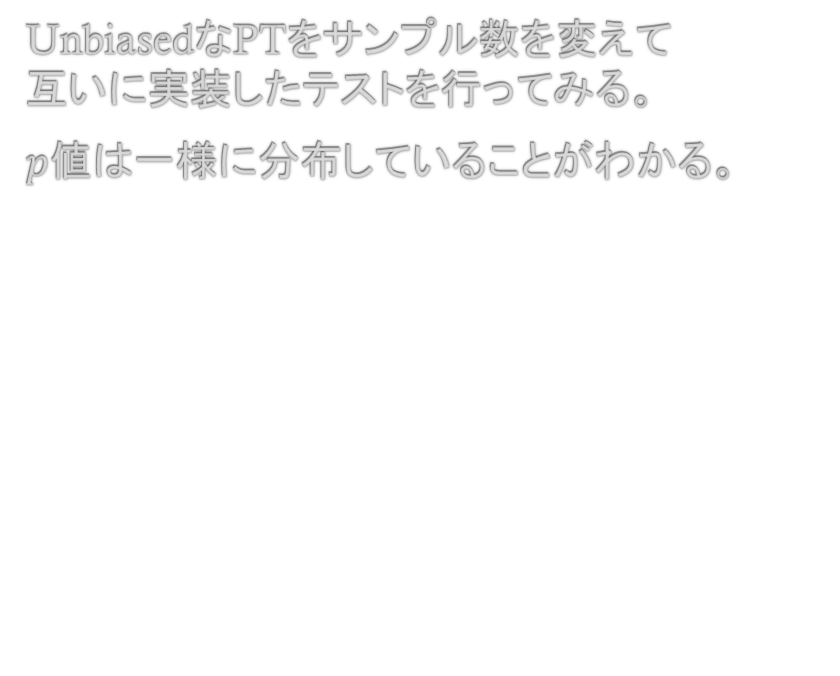 UnbiasedなPTをサンプル数を変えて
互いに実装したテストを行ってみる。
p値は一様に分布していることがわかる。